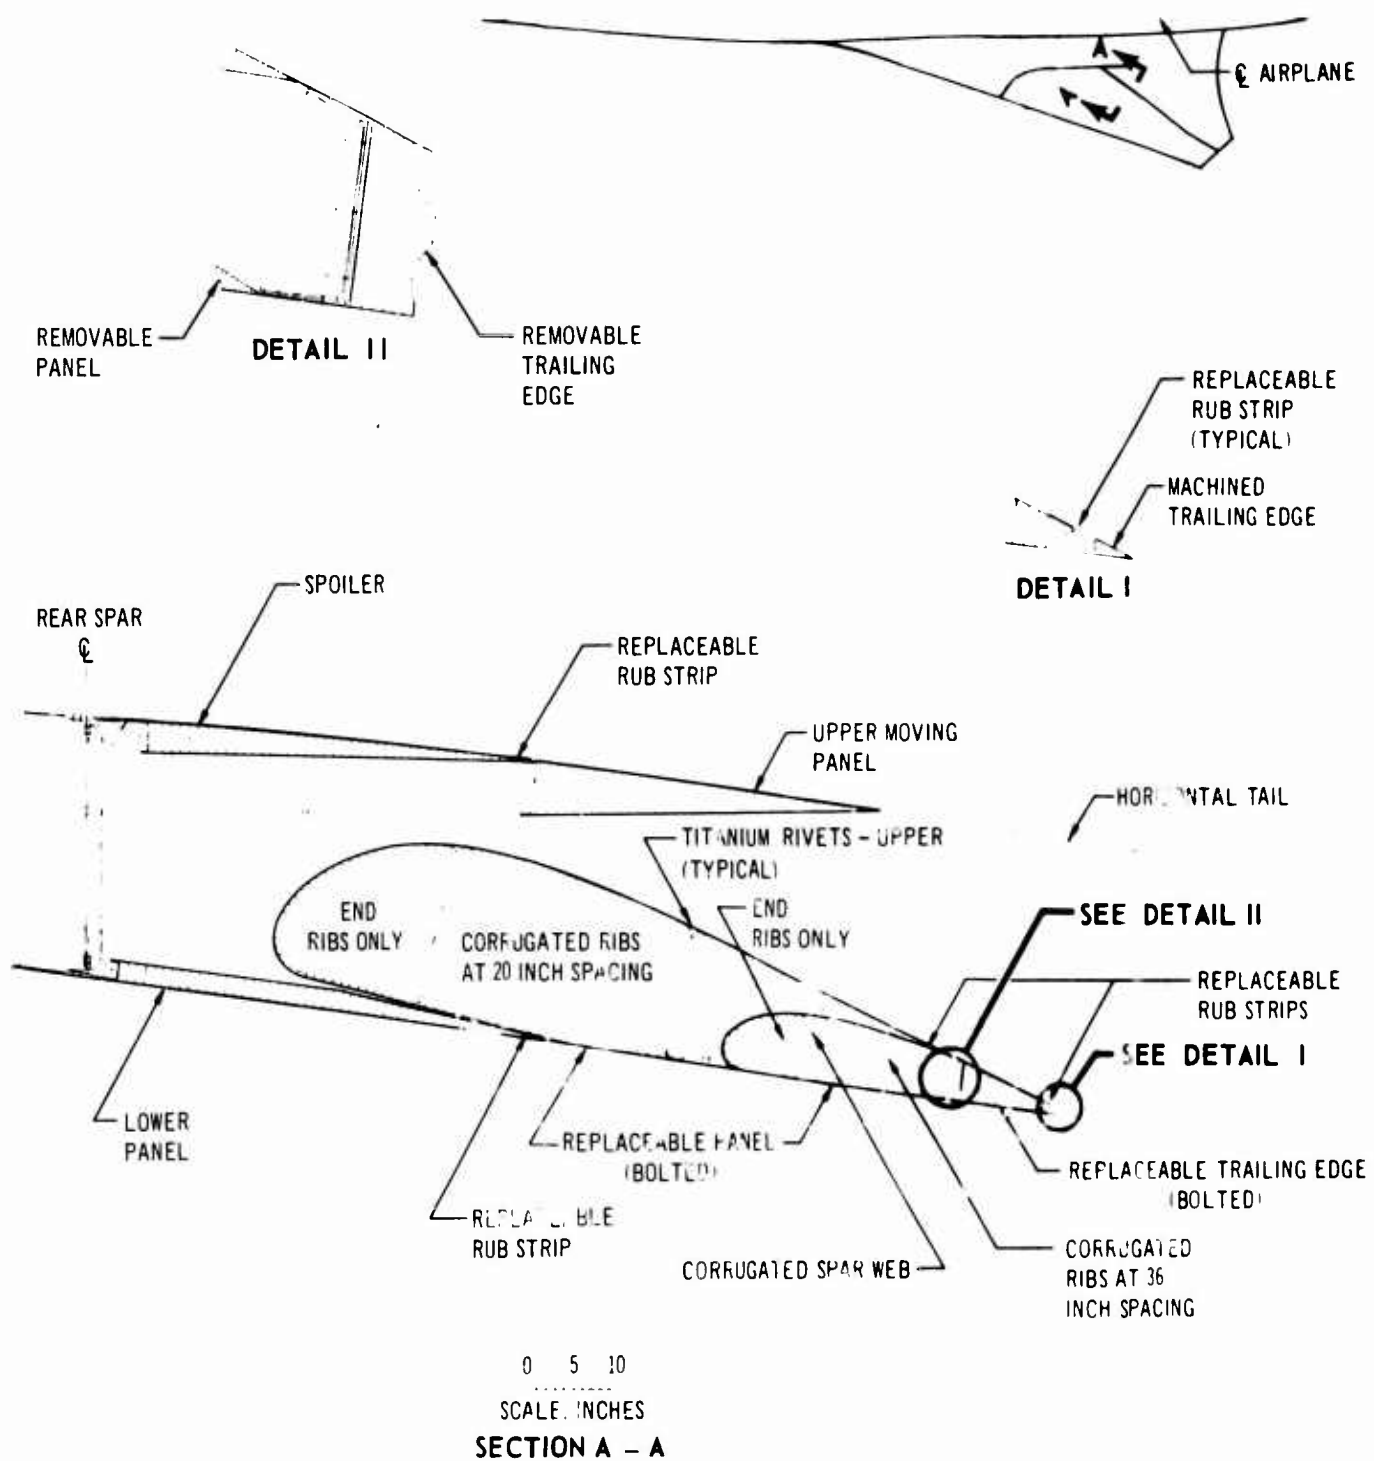 A
℄ AIRPLANE
A
REMOVABLE
PANEL
DETAIL II
REMOVABLE
TRAILING
EDGE
REPLACEABLE
RUB STRIP
(TYPICAL)
MACHINED
TRAILING EDGE
DETAIL I
SPOILER
REAR SPAR
℄
REPLACEABLE
RUB STRIP
UPPER MOVING
PANEL
HORIZONTAL TAIL
TITANIUM RIVETS – UPPER
(TYPICAL)
END
RIBS ONLY
CORRUGATED RIBS
AT 20 INCH SPACING
END
RIBS ONLY
SEE DETAIL II
REPLACEABLE
RUB STRIPS
SEE DETAIL I
LOWER
PANEL
REPLACEABLE PANEL
(BOLTED)
REPLACEABLE TRAILING EDGE
(BOLTED)
REPLACEABLE
RUB STRIP
CORRUGATED SPAR WEB
CORRUGATED
RIBS AT 36
INCH SPACING
0 5 10
SCALE. INCHES
SECTION A – A